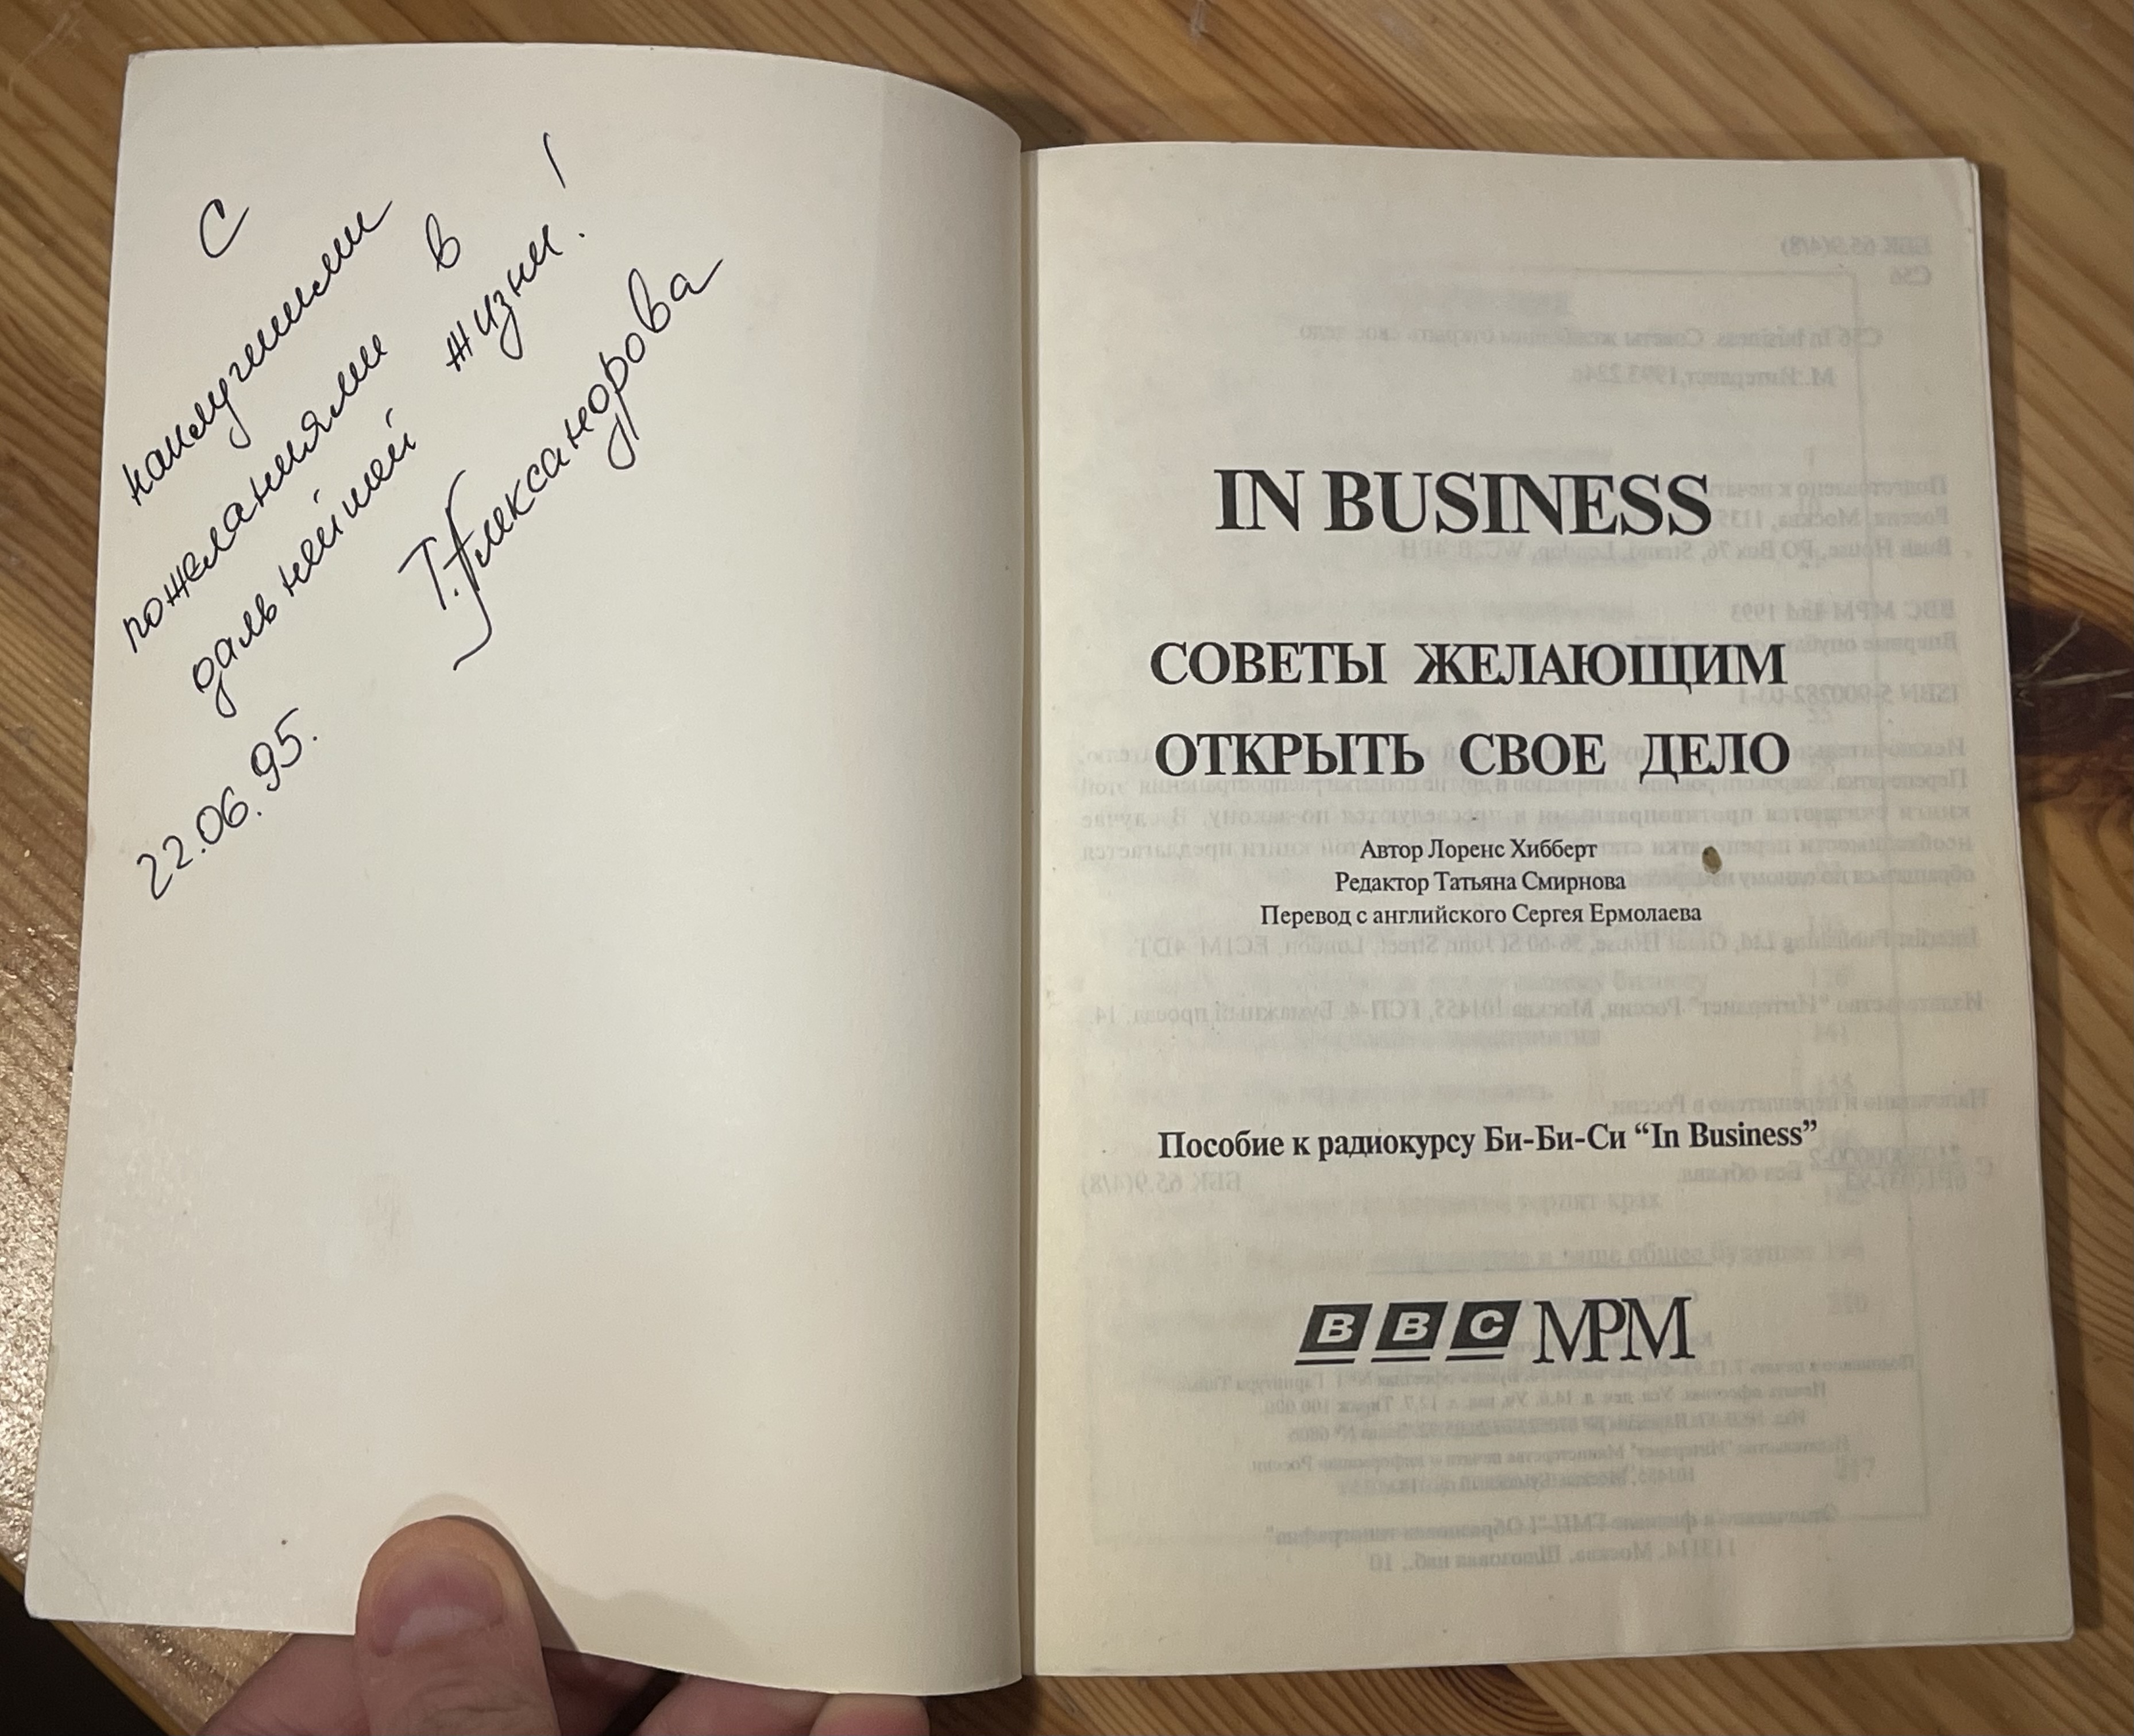 С
наилучшими
пожеланиями в
дальнейшей жизни!
Т. Александрова
22.06.95.
IN BUSINESS
СОВЕТЫ ЖЕЛАЮЩИМ
ОТКРЫТЬ СВОЕ ДЕЛО
Автор Лоренс Хибберт
Редактор Татьяна Смирнова
Перевод с английского Сергея Ермолаева
Пособие к радиокурсу Би-Би-Си “In Business”
BBC MPM